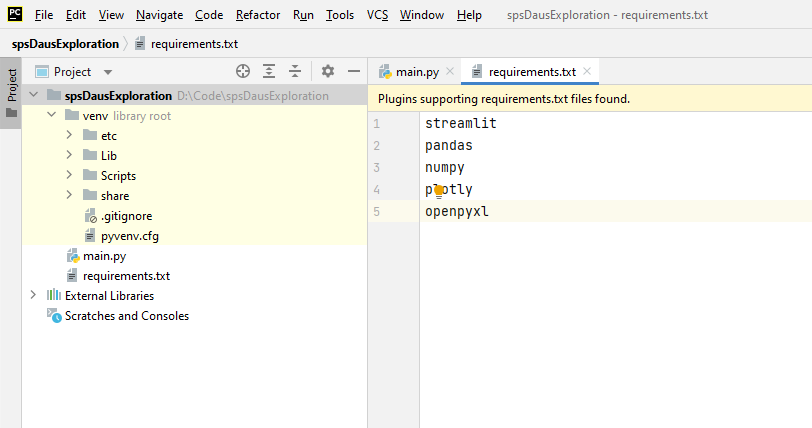 PC File Edit View Navigate Code Refactor Run Tools VCS Window Help spsDausExploration - requirements.txt
spsDausExploration requirements.txt
Project
Project
main.py
requirements.txt
spsDausExploration D:\Code\spsDausExploration
venv library root
etc
Lib
Scripts
share
.gitignore
pyvenv.cfg
main.py
requirements.txt
External Libraries
Scratches and Consoles
Plugins supporting requirements.txt files found.
1 streamlit
2 pandas
3 numpy
4 plotly
5 openpyxl